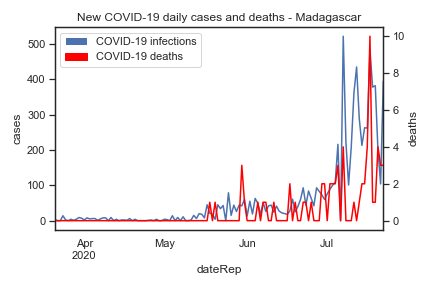 New COVID-19 daily cases and deaths - Madagascar
COVID-19 infections
COVID-19 deaths
500
400
300
200
100
0
cases
10
8
6
4
2
0
deaths
Apr May Jun Jul
2020
dateRep